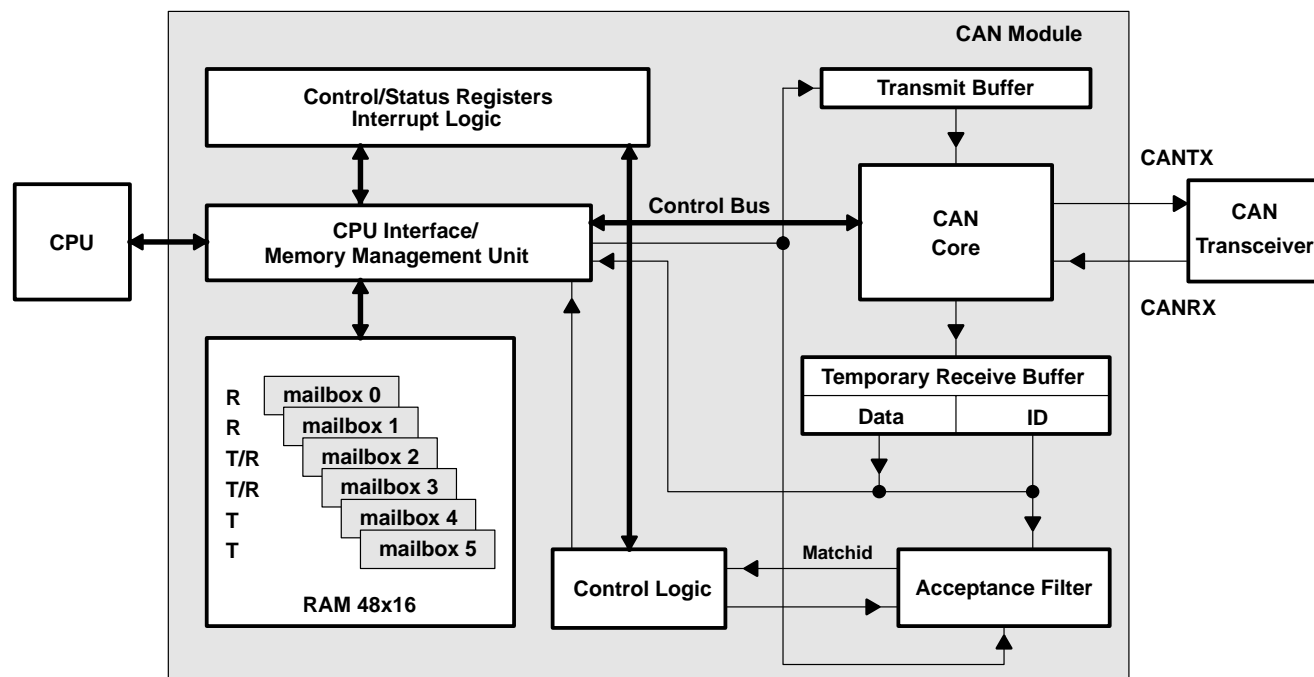 CAN Module
Control/Status Registers
Interrupt Logic
Transmit Buffer
CANTX
CPU
CPU Interface/
Memory Management Unit
Control Bus
CAN
Core
CAN
Transceiver
CANRX
Temporary Receive Buffer
Data
ID
R mailbox 0
R mailbox 1
T/R mailbox 2
T/R mailbox 3
T mailbox 4
T mailbox 5
RAM 48x16
Control Logic
Matchid
Acceptance Filter